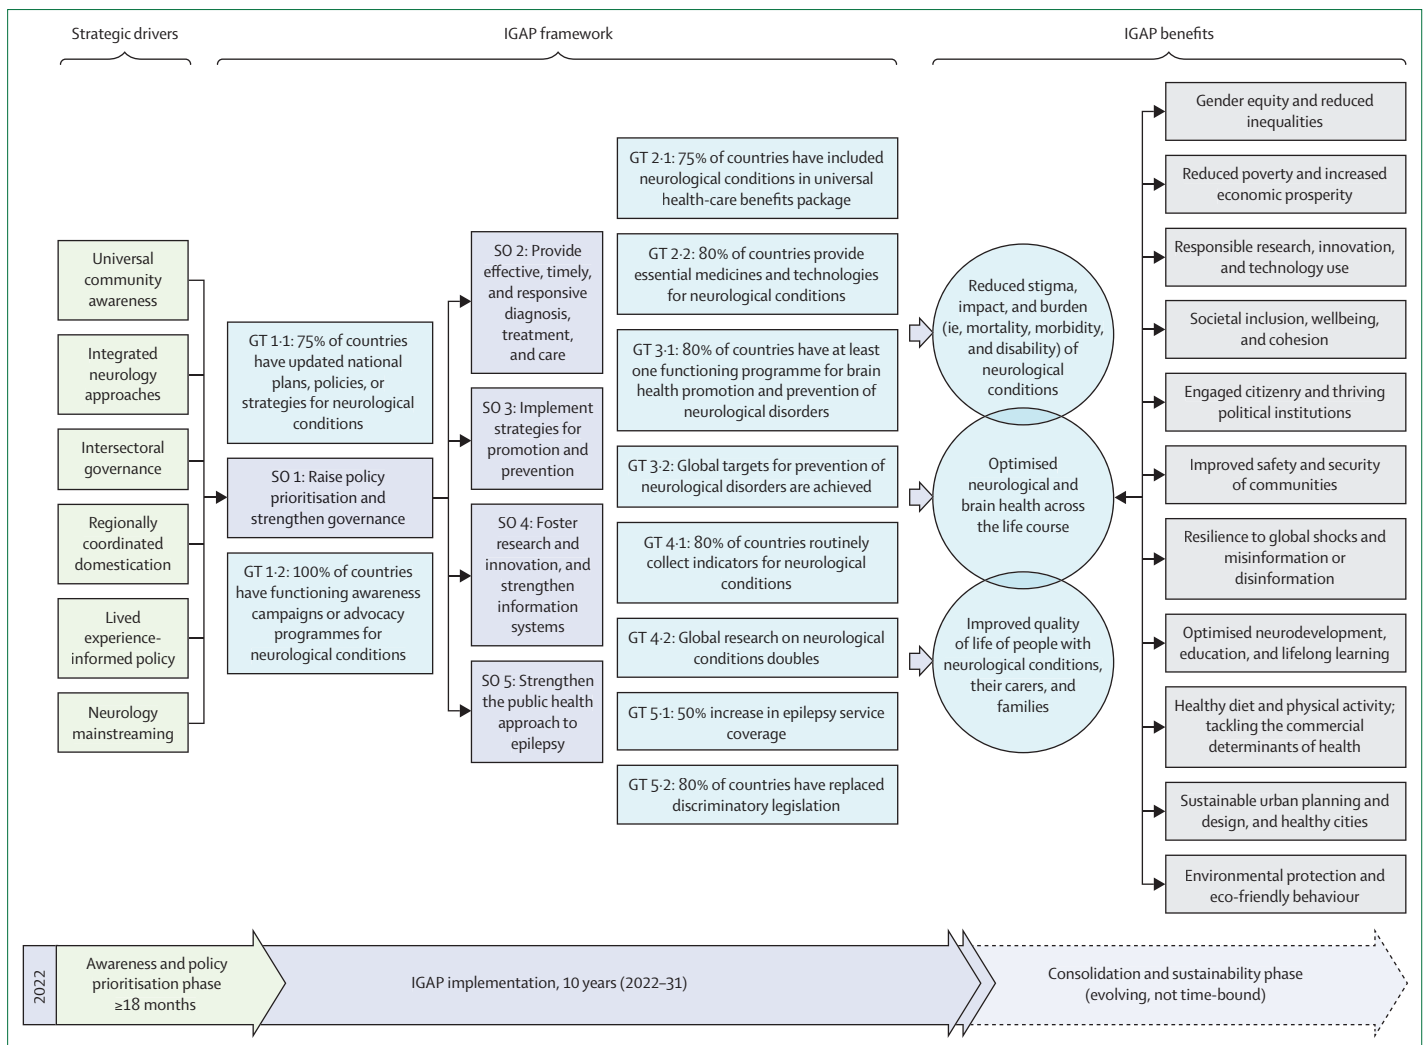 Strategic drivers
IGAP framework
IGAP benefits
Universal
community
awareness
Integrated
neurology
approaches
Intersectoral
governance
Regionally
coordinated
domestication
Lived
experience-
informed policy
Neurology
mainstreaming
GT 1·1: 75% of countries
have updated national
plans, policies, or
strategies for neurological
conditions
SO 1: Raise policy
prioritisation and
strengthen governance
GT 1·2: 100% of countries
have functioning awareness
campaigns or advocacy
programmes for
neurological conditions
SO 2: Provide
effective, timely,
and responsive
diagnosis,
treatment,
and care
SO 3: Implement
strategies for
promotion and
prevention
SO 4: Foster
research and
innovation, and
strengthen
information
systems
SO 5: Strengthen
the public health
approach to
epilepsy
GT 2·1: 75% of countries have included
neurological conditions in universal
health-care benefits package
GT 2·2: 80% of countries provide
essential medicines and technologies
for neurological conditions
GT 3·1: 80% of countries have at least
one functioning programme for brain
health promotion and prevention of
neurological disorders
GT 3·2: Global targets for prevention of
neurological disorders are achieved
GT 4·1: 80% of countries routinely
collect indicators for neurological
conditions
GT 4·2: Global research on neurological
conditions doubles
GT 5·1: 50% increase in epilepsy service
coverage
GT 5·2: 80% of countries have replaced
discriminatory legislation
Reduced stigma,
impact, and burden
(ie, mortality, morbidity,
and disability) of
neurological
conditions
Optimised
neurological and
brain health across
the life course
Improved quality
of life of people with
neurological conditions,
their carers, and
families
Gender equity and reduced
inequalities
Reduced poverty and increased
economic prosperity
Responsible research, innovation,
and technology use
Societal inclusion, wellbeing,
and cohesion
Engaged citizenry and thriving
political institutions
Improved safety and security
of communities
Resilience to global shocks and
misinformation or
disinformation
Optimised neurodevelopment,
education, and lifelong learning
Healthy diet and physical activity;
tackling the commercial
determinants of health
Sustainable urban planning and
design, and healthy cities
Environmental protection and
eco-friendly behaviour
2022
Awareness and policy
prioritisation phase
≥18 months
IGAP implementation, 10 years (2022–31)
Consolidation and sustainability phase
(evolving, not time-bound)